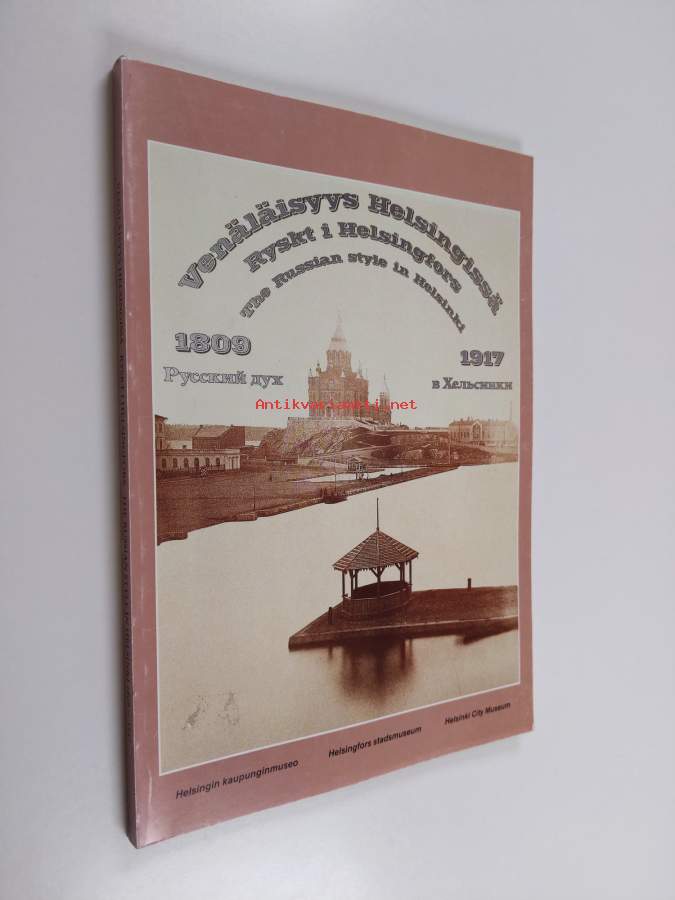 Venäläisyys Helsingissä
Ryskt i Helsingfors
The Russian style in Helsinki
1809
1917
Русский дух
в Хельсинки
Antikvariaatti.net
Helsingin kaupunginmuseo
Helsingfors stadsmuseum
Helsinki City Museum